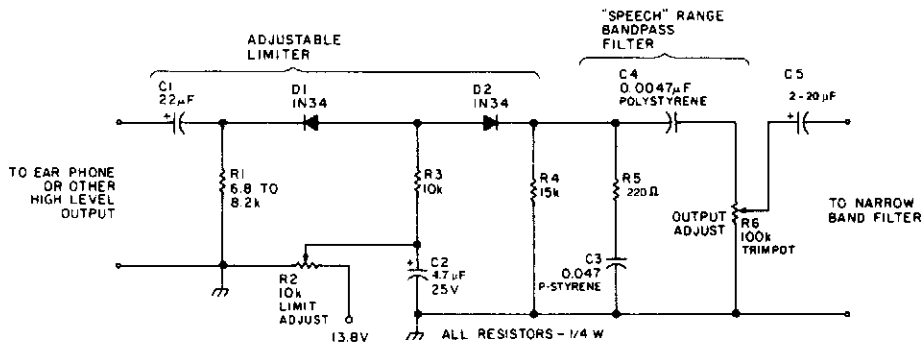 "SPEECH" RANGE
BANDPASS
FILTER
ADJUSTABLE
LIMITER
C1
22µF
+
D1
1N34
D2
1N34
C4
0.0047µF
POLYSTYRENE
C5
2-20µF
+
TO EAR PHONE
OR OTHER
HIGH LEVEL
OUTPUT
R1
6.8 TO
8.2k
R3
10k
R4
15k
R5
220Ω
OUTPUT
ADJUST
R6
100k
TRIMPOT
TO NARROW
BAND FILTER
R2
10k
LIMIT
ADJUST
+
C2
4.7µF
25V
C3
0.047
P-STYRENE
13.8V
ALL RESISTORS - 1/4 W